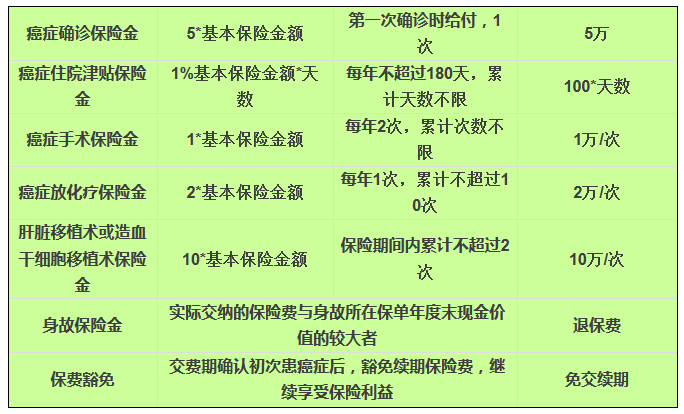 癌症确诊保险金 5*基本保险金额 第一次确诊时给付，1次 5万
癌症住院津贴保险金 1%基本保险金额*天数 每年不超过180天，累计天数不限 100*天数
癌症手术保险金 1*基本保险金额 每年2次，累计次数不限 1万/次
癌症放化疗保险金 2*基本保险金额 每年1次，累计不超过10次 2万/次
肝脏移植术或造血干细胞移植术保险金 10*基本保险金额 保险期间内累计不超过2次 10万/次
身故保险金 实际交纳的保险费与身故所在保单年度末现金价值的较大者 退保费
保费豁免 交费期确认初次患癌症后，豁免续期保险费，继续享受保险利益 免交续期